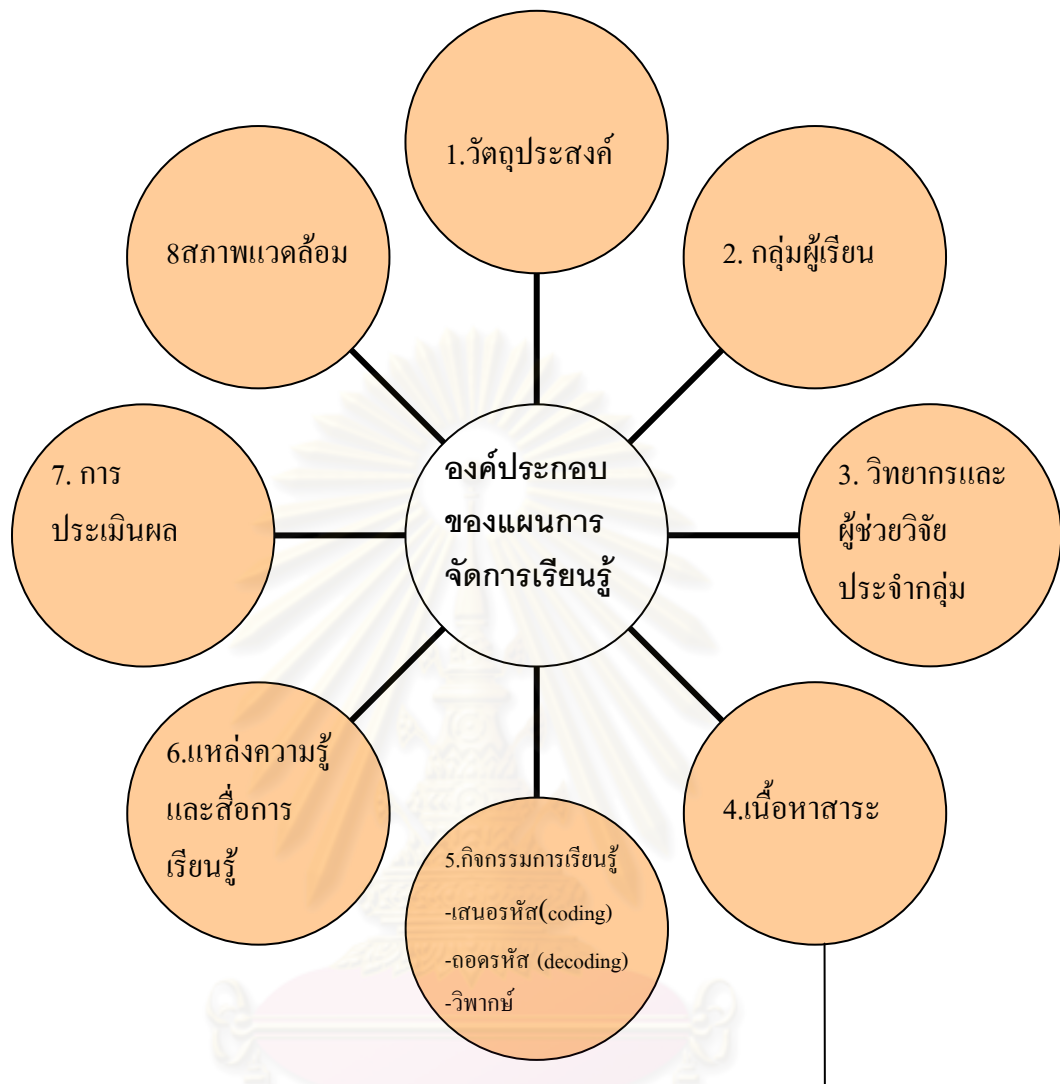 1.วัตถุประสงค์
2. กลุ่มผู้เรียน
3. วิทยากรและ
ผู้ช่วยวิจัย
ประจำกลุ่ม
4.เนื้อหาสาระ
5.กิจกรรมการเรียนรู้
-เสนอรหัส(coding)
-ถอดรหัส (decoding)
-วิพากษ์
6.แหล่งความรู้
และสื่อการ
เรียนรู้
7. การ
ประเมินผล
8สภาพแวดล้อม
องค์ประกอบ
ของแผนการ
จัดการเรียนรู้